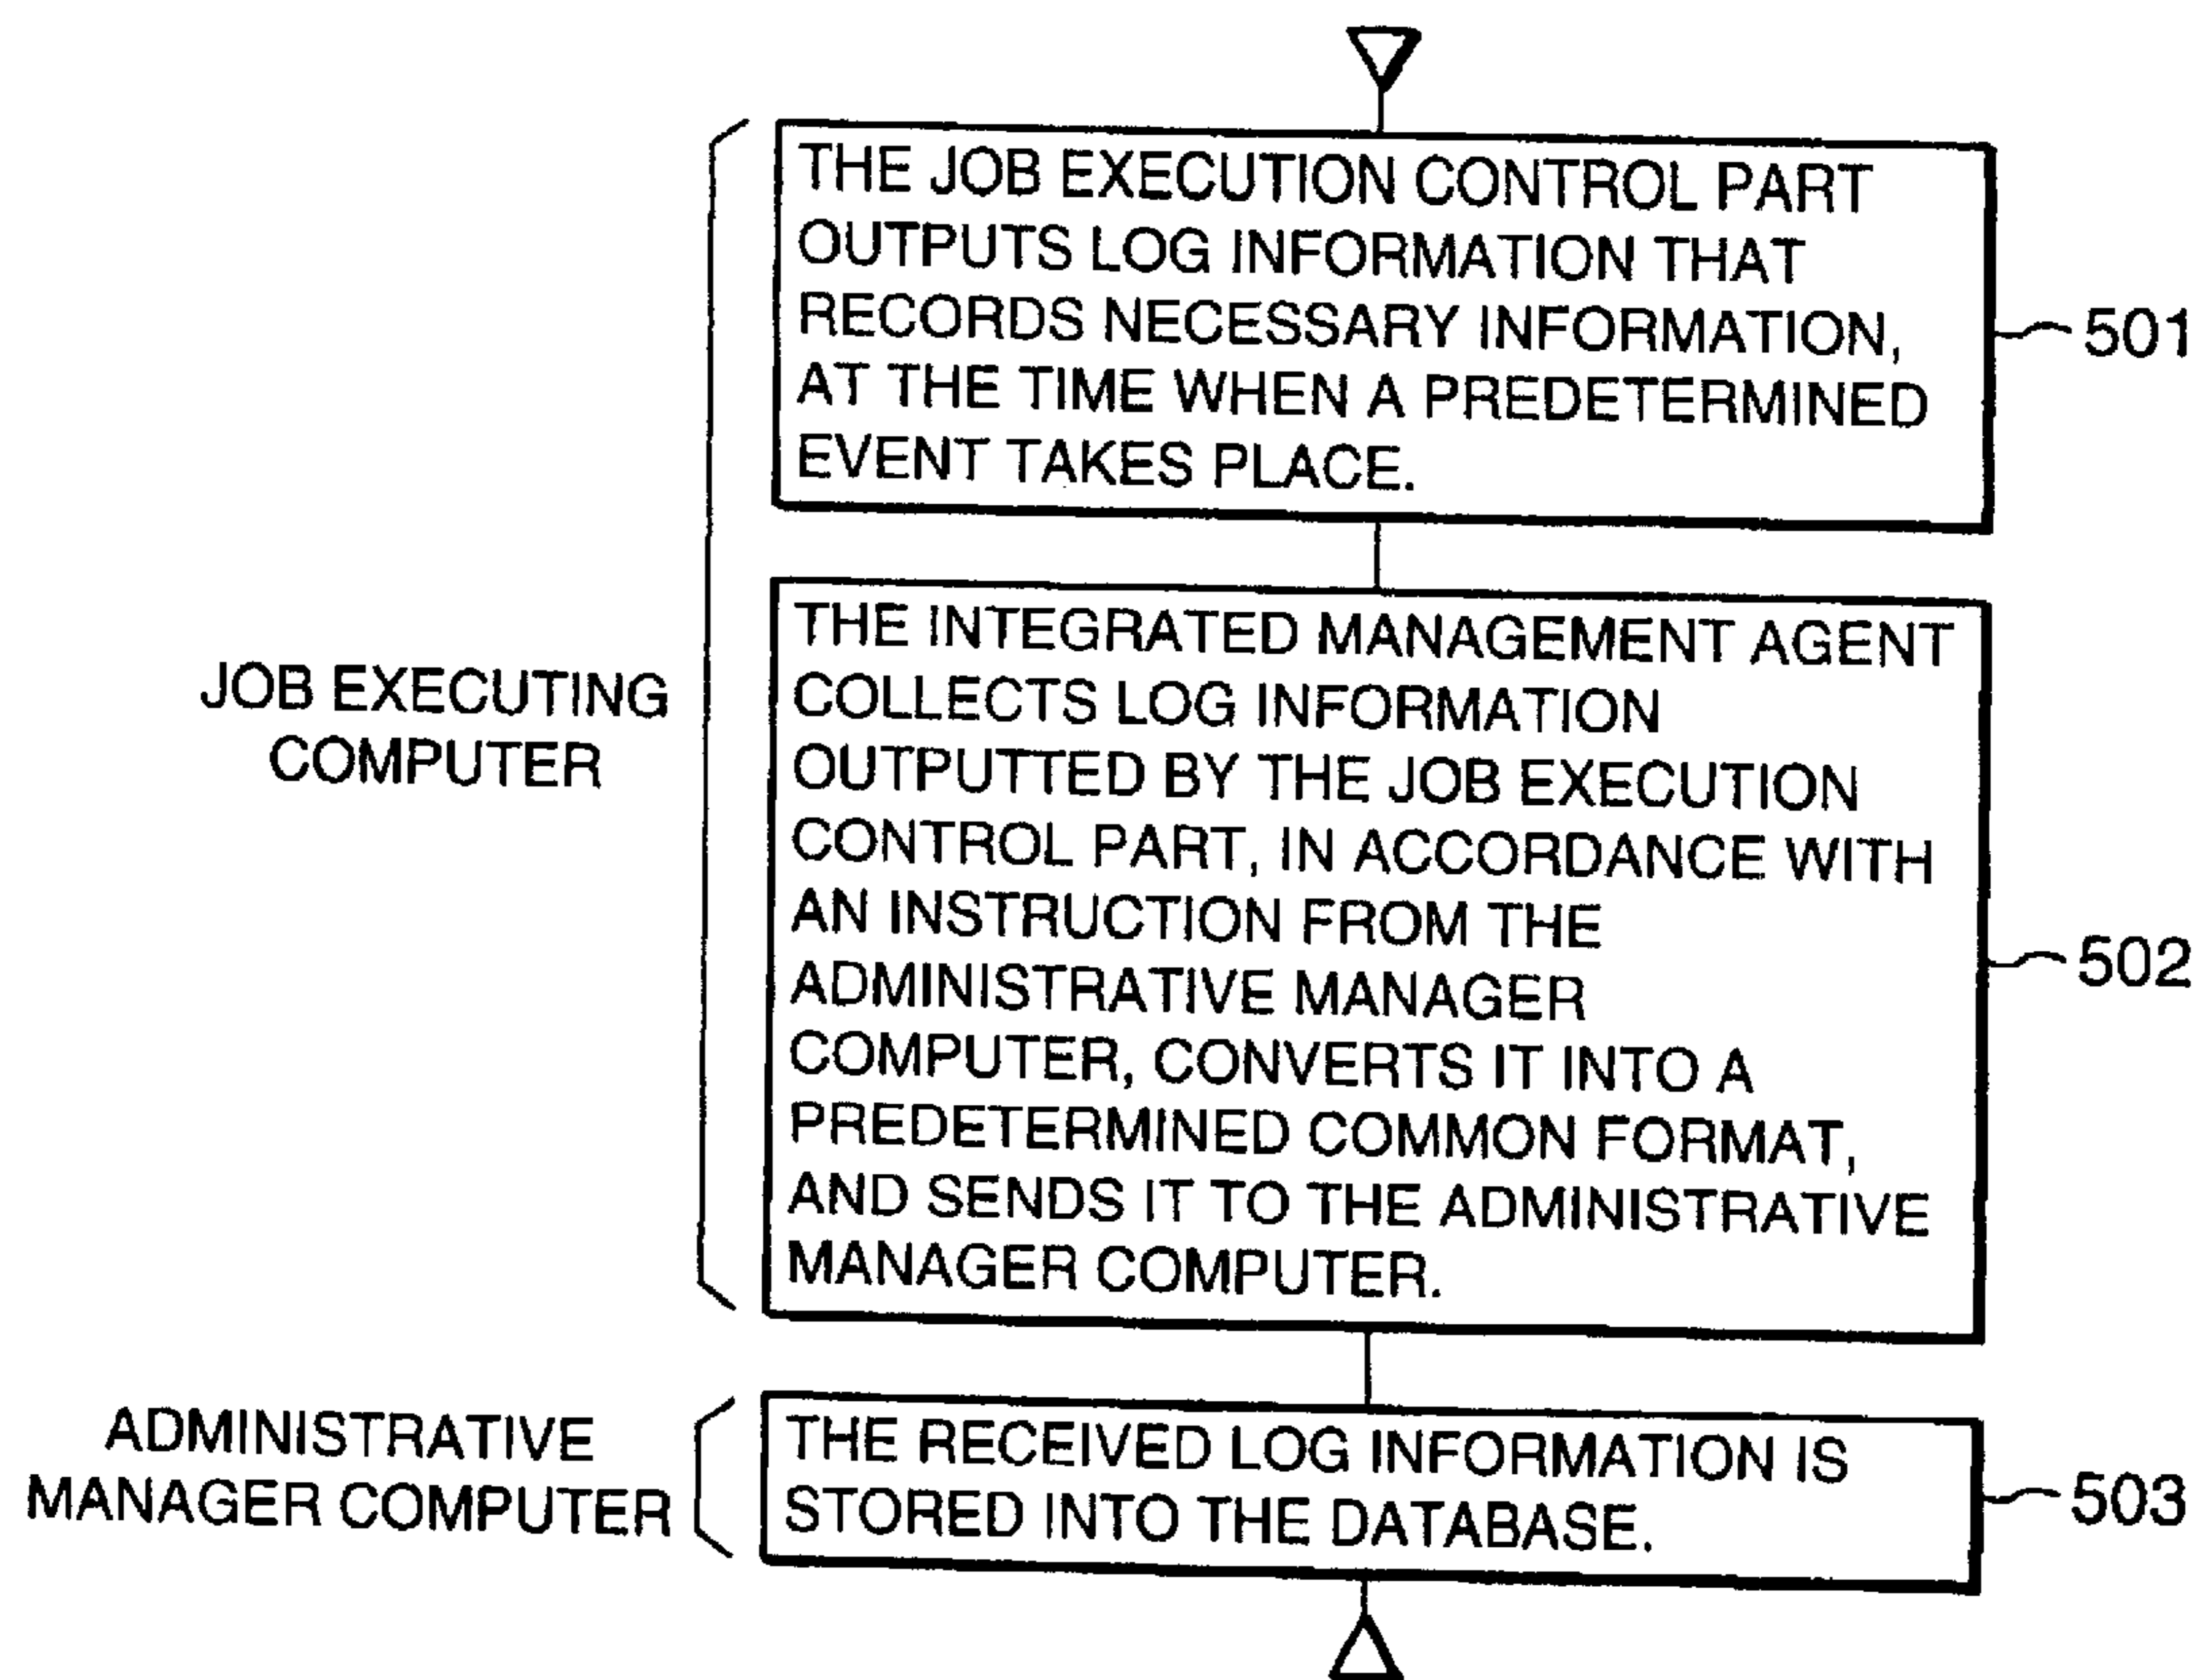 THE JOB EXECUTION CONTROL PART
OUTPUTS LOG INFORMATION THAT
RECORDS NECESSARY INFORMATION,
AT THE TIME WHEN A PREDETERMINED
EVENT TAKES PLACE.
501
JOB EXECUTING
COMPUTER
THE INTEGRATED MANAGEMENT AGENT
COLLECTS LOG INFORMATION
OUTPUTTED BY THE JOB EXECUTION
CONTROL PART, IN ACCORDANCE WITH
AN INSTRUCTION FROM THE
ADMINISTRATIVE MANAGER
COMPUTER, CONVERTS IT INTO A
PREDETERMINED COMMON FORMAT,
AND SENDS IT TO THE ADMINISTRATIVE
MANAGER COMPUTER.
502
ADMINISTRATIVE
MANAGER COMPUTER
THE RECEIVED LOG INFORMATION IS
STORED INTO THE DATABASE.
503